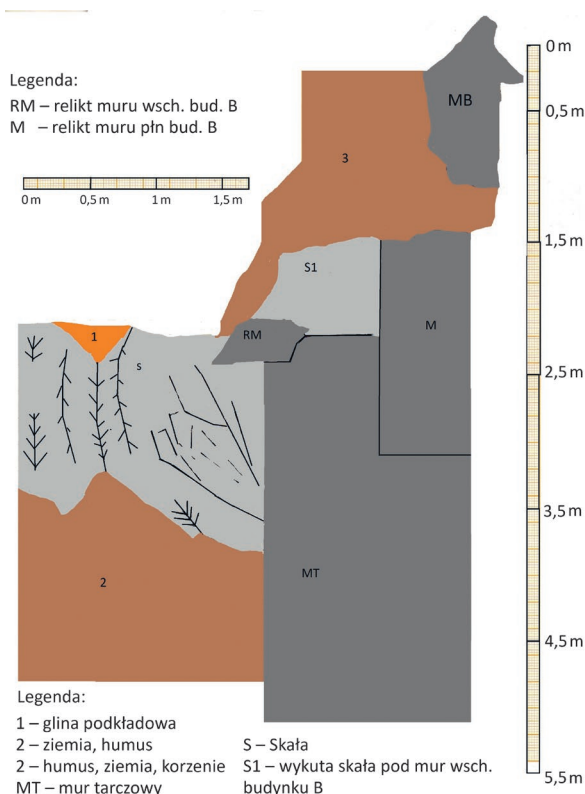 Legenda:
RM – relikt muru wsch. bud. B
M – relikt muru płn bud. B
0 m 0,5 m 1 m 1,5 m
0 m
0,5 m
1,5 m
2,5 m
3,5 m
4,5 m
5,5 m
MB
3
S1
M
RM
1
s
2
MT
Legenda:
1 – glina podkładowa
2 – ziemia, humus
2 – humus, ziemia, korzenie
MT – mur tarczowy
S – Skała
S1 – wykuta skała pod mur wsch.
budynku B